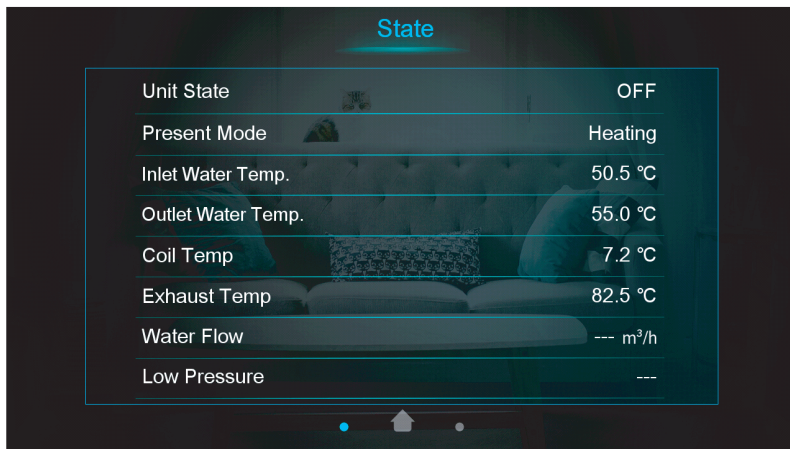 State
Unit State OFF
Present Mode Heating
Inlet Water Temp. 50.5 ℃
Outlet Water Temp. 55.0 ℃
Coil Temp 7.2 ℃
Exhaust Temp 82.5 ℃
Water Flow --- m³/h
Low Pressure ---